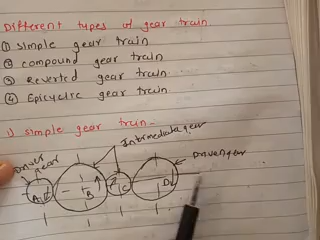 Different types of gear train
① simple gear train
② compound gear train
③ Reverted gear train
④ Epicyclic gear train
1) simple gear train
Intermediate gear
Driver
gear
Driven gear
A
B
C
D